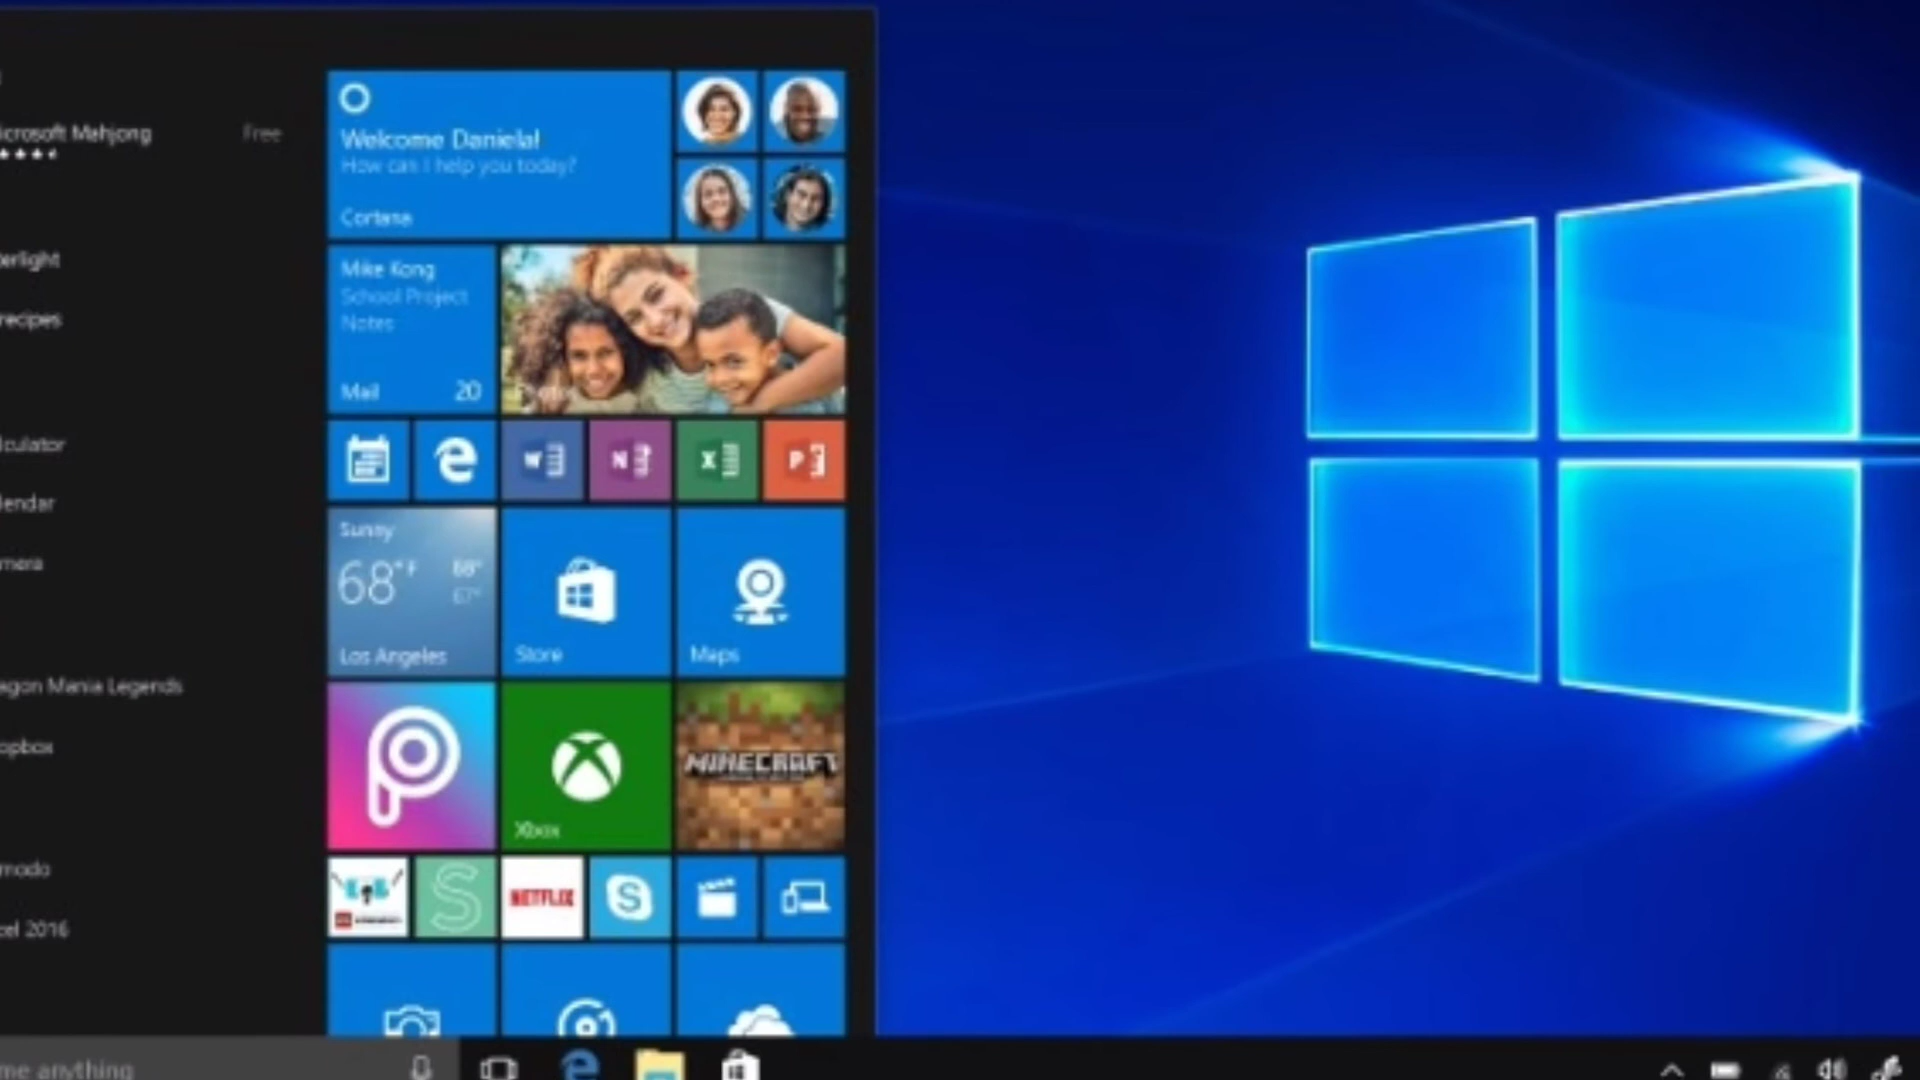 icrosoft Mahjong
Free
erlight
recipes
lculator
lendar
mera
agon Mania Legends
opbox
modo
cel 2016
me anything
Welcome Daniela!
How can I help you today?
Cortana
Mike Kong
School Project
Notes
Mail 20
Sunny
68°F
Los Angeles
Store
Maps
Xbox
MINECRAFT
NETFLIX